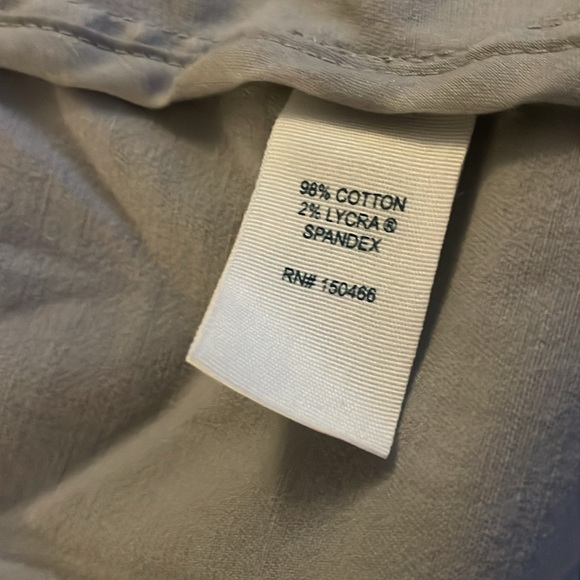 98% COTTON
2% LYCRA ®
SPANDEX
RN# 150466